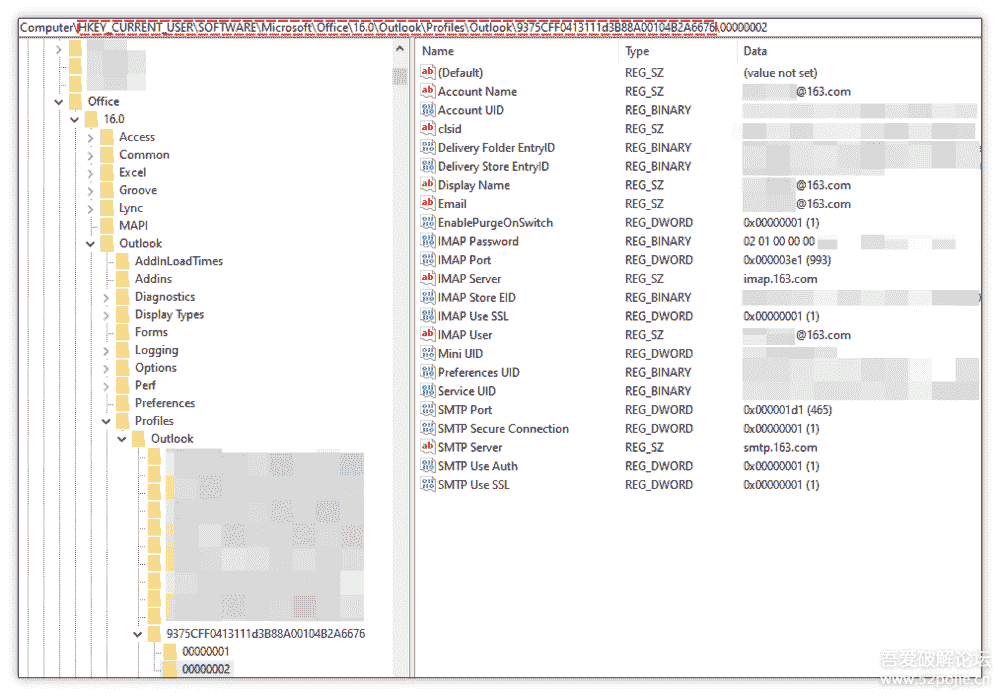 Computer\HKEY_CURRENT_USER\SOFTWARE\Microsoft\Office\16.0\Outlook\Profiles\Outlook\9375CFF0413111d3B88A00104B2A6676\00000002
Office
16.0
Access
Common
Excel
Groove
Lync
MAPI
Outlook
AddInLoadTimes
Addins
Diagnostics
Display Types
Forms
Logging
Options
Perf
Preferences
Profiles
Outlook
9375CFF0413111d3B88A00104B2A6676
00000001
00000002
Name Type Data
(Default) REG_SZ (value not set)
Account Name REG_SZ @163.com
Account UID REG_BINARY
clsid REG_SZ
Delivery Folder EntryID REG_BINARY
Delivery Store EntryID REG_BINARY
Display Name REG_SZ @163.com
Email REG_SZ @163.com
EnablePurgeOnSwitch REG_DWORD 0x00000001 (1)
IMAP Password REG_BINARY 02 01 00 00 00
IMAP Port REG_DWORD 0x000003e1 (993)
IMAP Server REG_SZ imap.163.com
IMAP Store EID REG_BINARY
IMAP Use SSL REG_DWORD 0x00000001 (1)
IMAP User REG_SZ @163.com
Mini UID REG_DWORD
Preferences UID REG_BINARY
Service UID REG_BINARY
SMTP Port REG_DWORD 0x000001d1 (465)
SMTP Secure Connection REG_DWORD 0x00000001 (1)
SMTP Server REG_SZ smtp.163.com
SMTP Use Auth REG_DWORD 0x00000001 (1)
SMTP Use SSL REG_DWORD 0x00000001 (1)
吾爱破解论坛
www.52pojie.cn